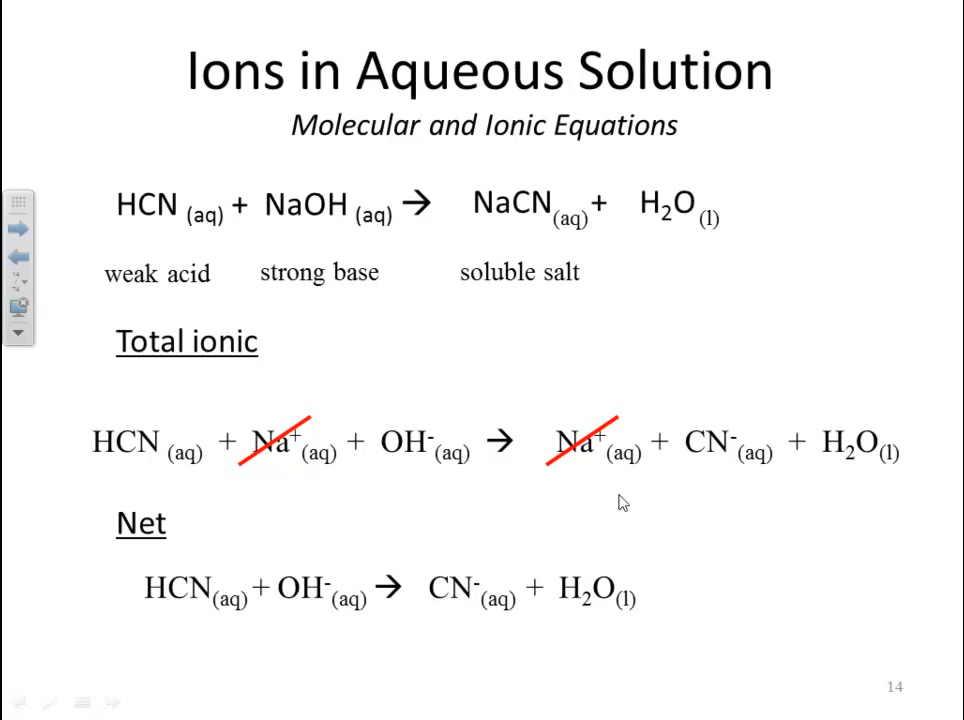 Ions in Aqueous Solution
Molecular and Ionic Equations
HCN (aq) + NaOH (aq) → NaCN(aq) + H₂O (l)
weak acid strong base soluble salt
Total ionic
HCN (aq) + Na⁺(aq) + OH⁻(aq) → Na⁺(aq) + CN⁻(aq) + H₂O(l)
Net
HCN(aq) + OH⁻(aq) → CN⁻(aq) + H₂O(l)
14